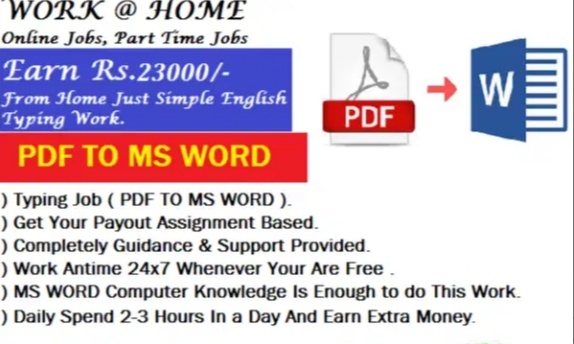 WORK @ HOME
Online Jobs, Part Time Jobs
Earn Rs.23000/-
From Home Just Simple English
Typing Work.
PDF
W
PDF TO MS WORD
) Typing Job ( PDF TO MS WORD ).
) Get Your Payout Assignment Based.
) Completely Guidance & Support Provided.
) Work Antime 24x7 Whenever Your Are Free .
) MS WORD Computer Knowledge Is Enough to do This Work.
) Daily Spend 2-3 Hours In a Day And Earn Extra Money.